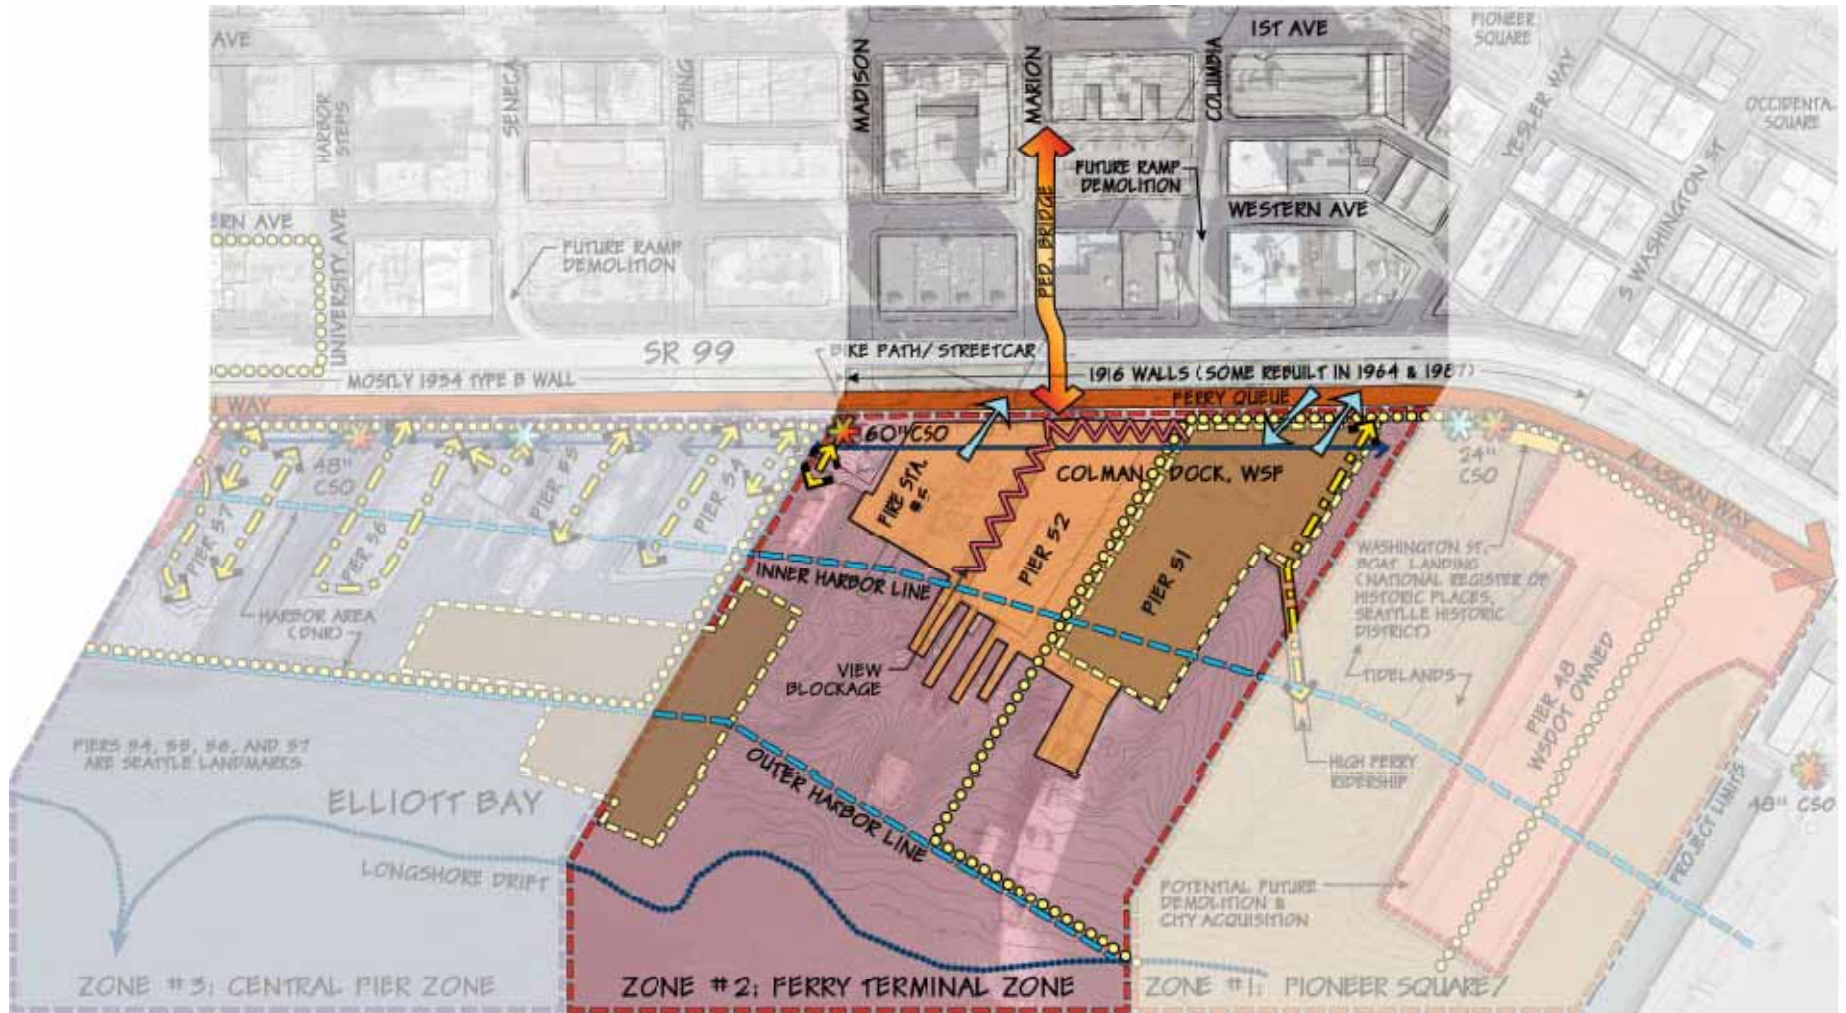 AVE
1ST AVE
PIONEER
SQUARE
HARBOR
STEPS
SENECA
SPRING
MADISON
MARION
COLUMBIA
YESLER WAY
OCCIDENTA
SQUARE
S WASHINGTON ST
FUTURE RAMP
DEMOLITION
WESTERN AVE
ERN AVE
UNIVERSITY AVE
FUTURE RAMP
DEMOLITION
PED. BRIDGE
SR 99
BIKE PATH/ STREETCAR
MOSTLY 1934 TYPE B WALL
1916 WALLS (SOME REBUILT IN 1964 & 1987)
WAY
FERRY QUEUE
ALASKAN WAY
60" CSO
48"
CSO
24"
CSO
COLMAN DOCK, WSF
FIRE STA.
#5
PIER 57
PIER 56
PIER 55
PIER 54
PIER 52
PIER 51
INNER HARBOR LINE
HARBOR AREA
(DNR)
WASHINGTON ST.
BOAT LANDING
(NATIONAL REGISTER OF
HISTORIC PLACES,
SEATTLE HISTORIC
DISTRICT)
TIDELANDS
VIEW
BLOCKAGE
PIER 48
WSDOT OWNED
PIERS 54, 55, 56, AND 57
ARE SEATTLE LANDMARKS
HIGH FERRY
RIDERSHIP
ELLIOTT BAY
OUTER HARBOR LINE
48" CSO
PROJECT LIMITS
LONGSHORE DRIFT
POTENTIAL FUTURE
DEMOLITION &
CITY ACQUISITION
ZONE #3: CENTRAL PIER ZONE
ZONE #2: FERRY TERMINAL ZONE
ZONE #1: PIONEER SQUARE/